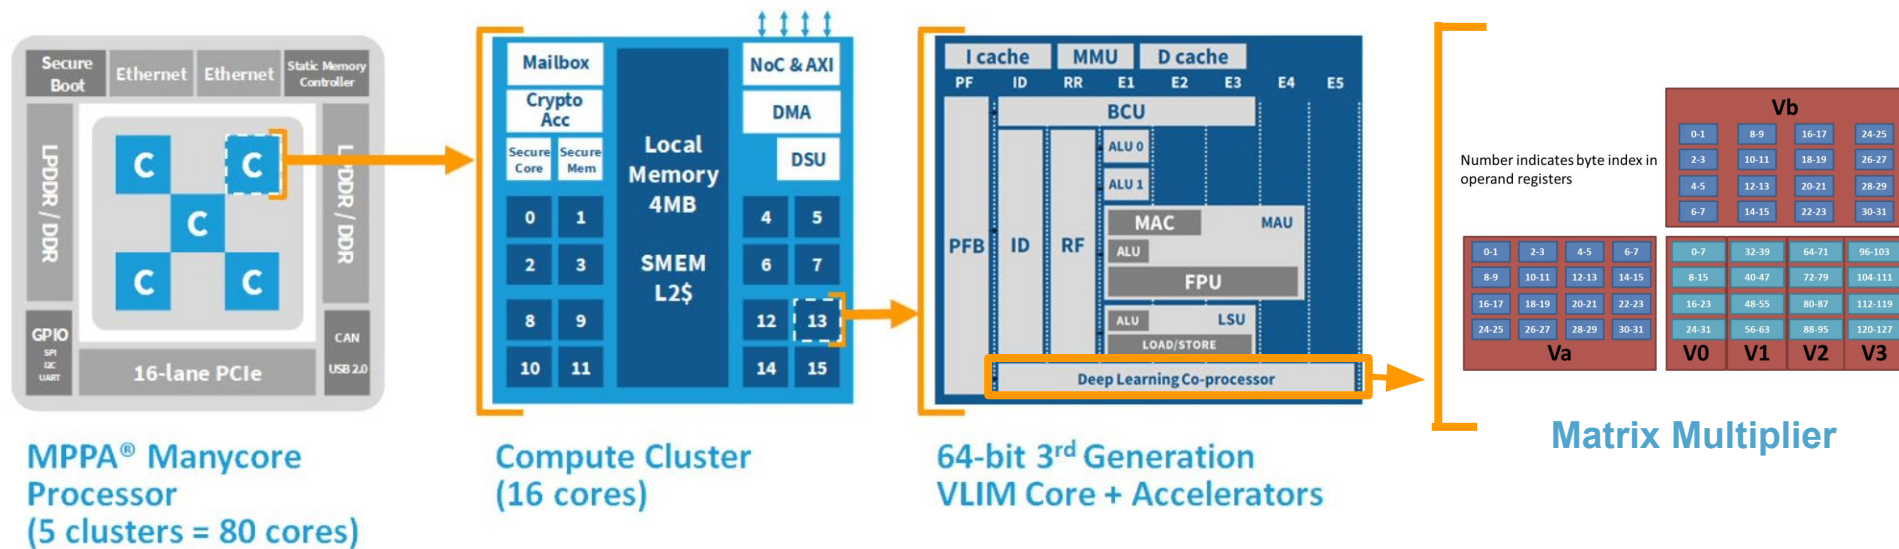 Secure
Boot
Ethernet
Ethernet
Static Memory
Controller
LPDDR / DDR
C
C
C
C
C
LPDDR / DDR
GPIO
SPI
I2C
UART
16-lane PCIe
CAN
USB 2.0
MPPA® Manycore
Processor
(5 clusters = 80 cores)
Mailbox
Crypto
Acc
Secure
Core
Secure
Mem
Local
Memory
4MB
SMEM
L2$
NoC & AXI
DMA
DSU
0 1
2 3
8 9
10 11
4 5
6 7
12 13
14 15
Compute Cluster
(16 cores)
I cache MMU D cache
PF ID RR E1 E2 E3 E4 E5
BCU
PFB
ID
RF
ALU 0
ALU 1
MAC
MAU
ALU
FPU
ALU
LSU
LOAD/STORE
Deep Learning Co-processor
64-bit 3rd Generation
VLIM Core + Accelerators
Number indicates byte index in
operand registers
Vb
0-1 8-9 16-17 24-25
2-3 10-11 18-19 26-27
4-5 12-13 20-21 28-29
6-7 14-15 22-23 30-31
0-1 2-3 4-5 6-7
8-9 10-11 12-13 14-15
16-17 18-19 20-21 22-23
24-25 26-27 28-29 30-31
Va
0-7 32-39 64-71 96-103
8-15 40-47 72-79 104-111
16-23 48-55 80-87 112-119
24-31 56-63 88-95 120-127
V0 V1 V2 V3
Matrix Multiplier